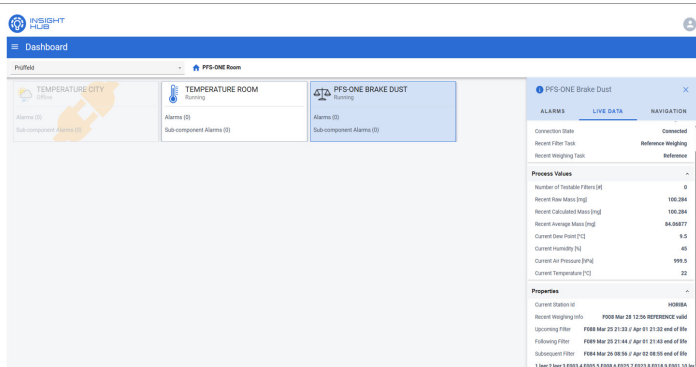 INSIGHT
HUB
Dashboard
Prüffeld
PFS-ONE Room
TEMPERATURE CITY
Offline
Alarms (0)
Sub-component Alarms (0)
TEMPERATURE ROOM
Running
Alarms (0)
Sub-component Alarms (0)
PFS-ONE BRAKE DUST
Running
Alarms (0)
Sub-component Alarms (0)
PFS-ONE Brake Dust
ALARMS LIVE DATA NAVIGATION
Connection State Connected
Recent Filter Task Reference Weighing
Recent Weighing Task Reference
Process Values
Number of Testable Filters [#] 0
Recent Raw Mass [mg] 100.284
Recent Calculated Mass [mg] 100.284
Recent Average Mass [mg] 84.06877
Current Dew Point [°C] 9.5
Current Humidity [%] 45
Current Air Pressure [hPa] 999.5
Current Temperature [°C] 22
Properties
Current Station Id HORIBA
Recent Weighing Info F008 Mar 28 12:56 REFERENCE valid
Upcoming Filter F088 Mar 25 21:33 // Apr 01 21:32 end of life
Following Filter F089 Mar 25 21:44 // Apr 01 21:43 end of life
Subsequent Filter F084 Mar 26 08:56 // Apr 02 08:55 end of life